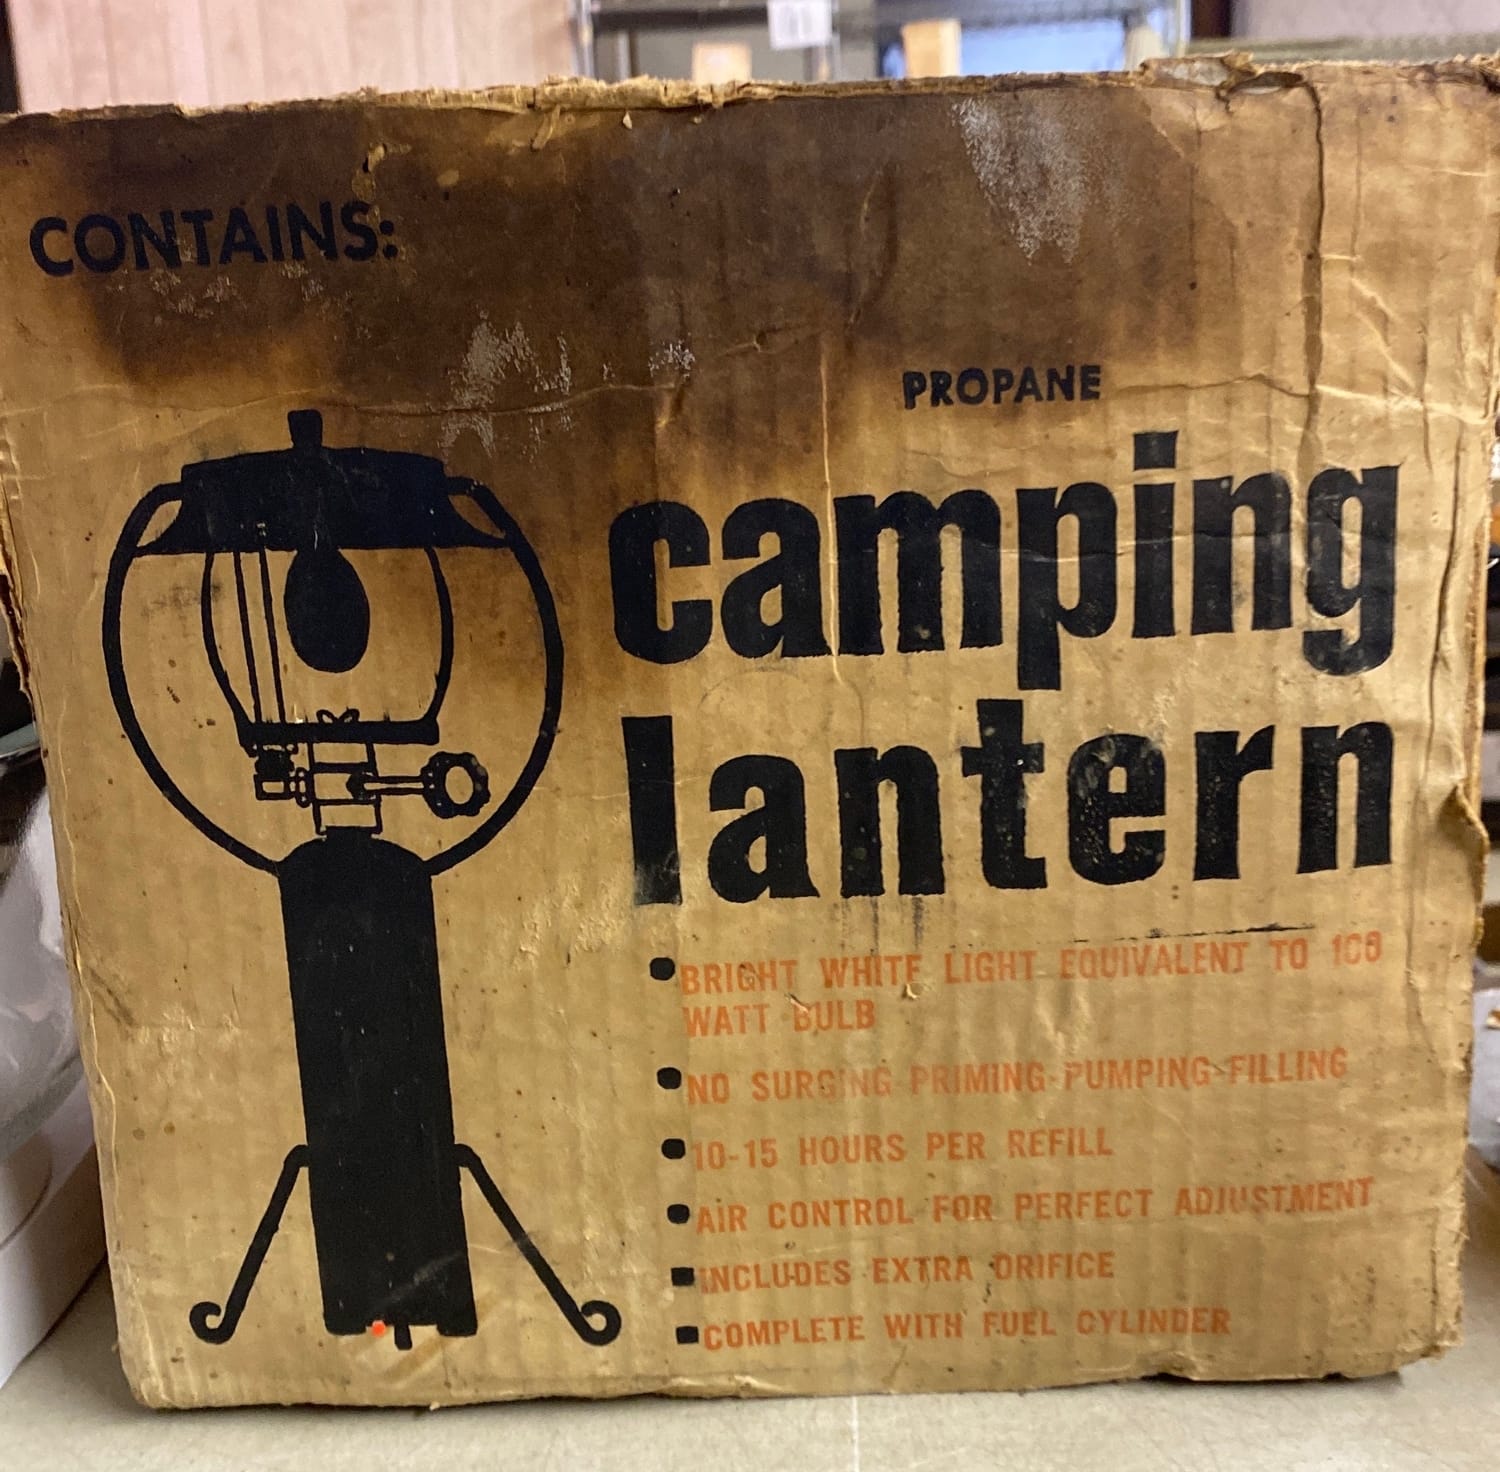 CONTAINS:
PROPANE
camping
lantern
BRIGHT WHITE LIGHT EQUIVALENT TO 100
WATT BULB
NO SURGING PRIMING-PUMPING-FILLING
10-15 HOURS PER REFILL
AIR CONTROL FOR PERFECT ADJUSTMENT
INCLUDES EXTRA ORIFICE
COMPLETE WITH FUEL CYLINDER